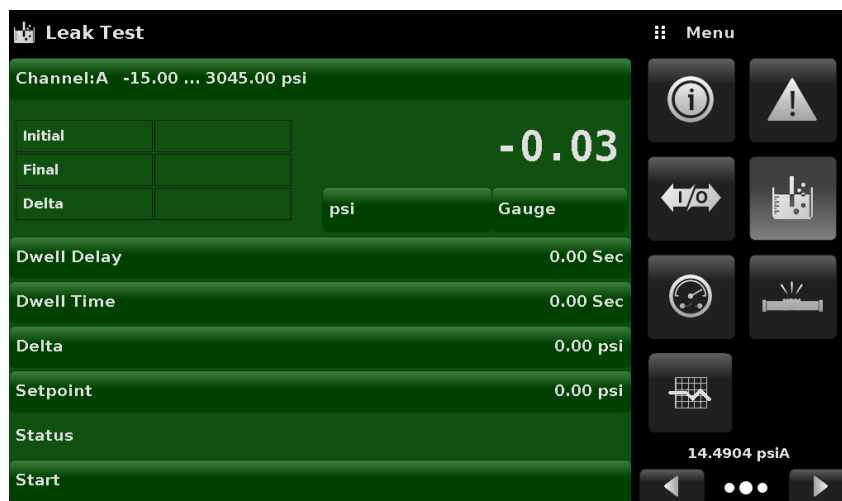 Leak Test
Menu
Channel:A -15.00 ... 3045.00 psi
Initial
Final
Delta
-0.03
psi
Gauge
Dwell Delay 0.00 Sec
Dwell Time 0.00 Sec
Delta 0.00 psi
Setpoint 0.00 psi
Status
Start
I/O
14.4904 psiA